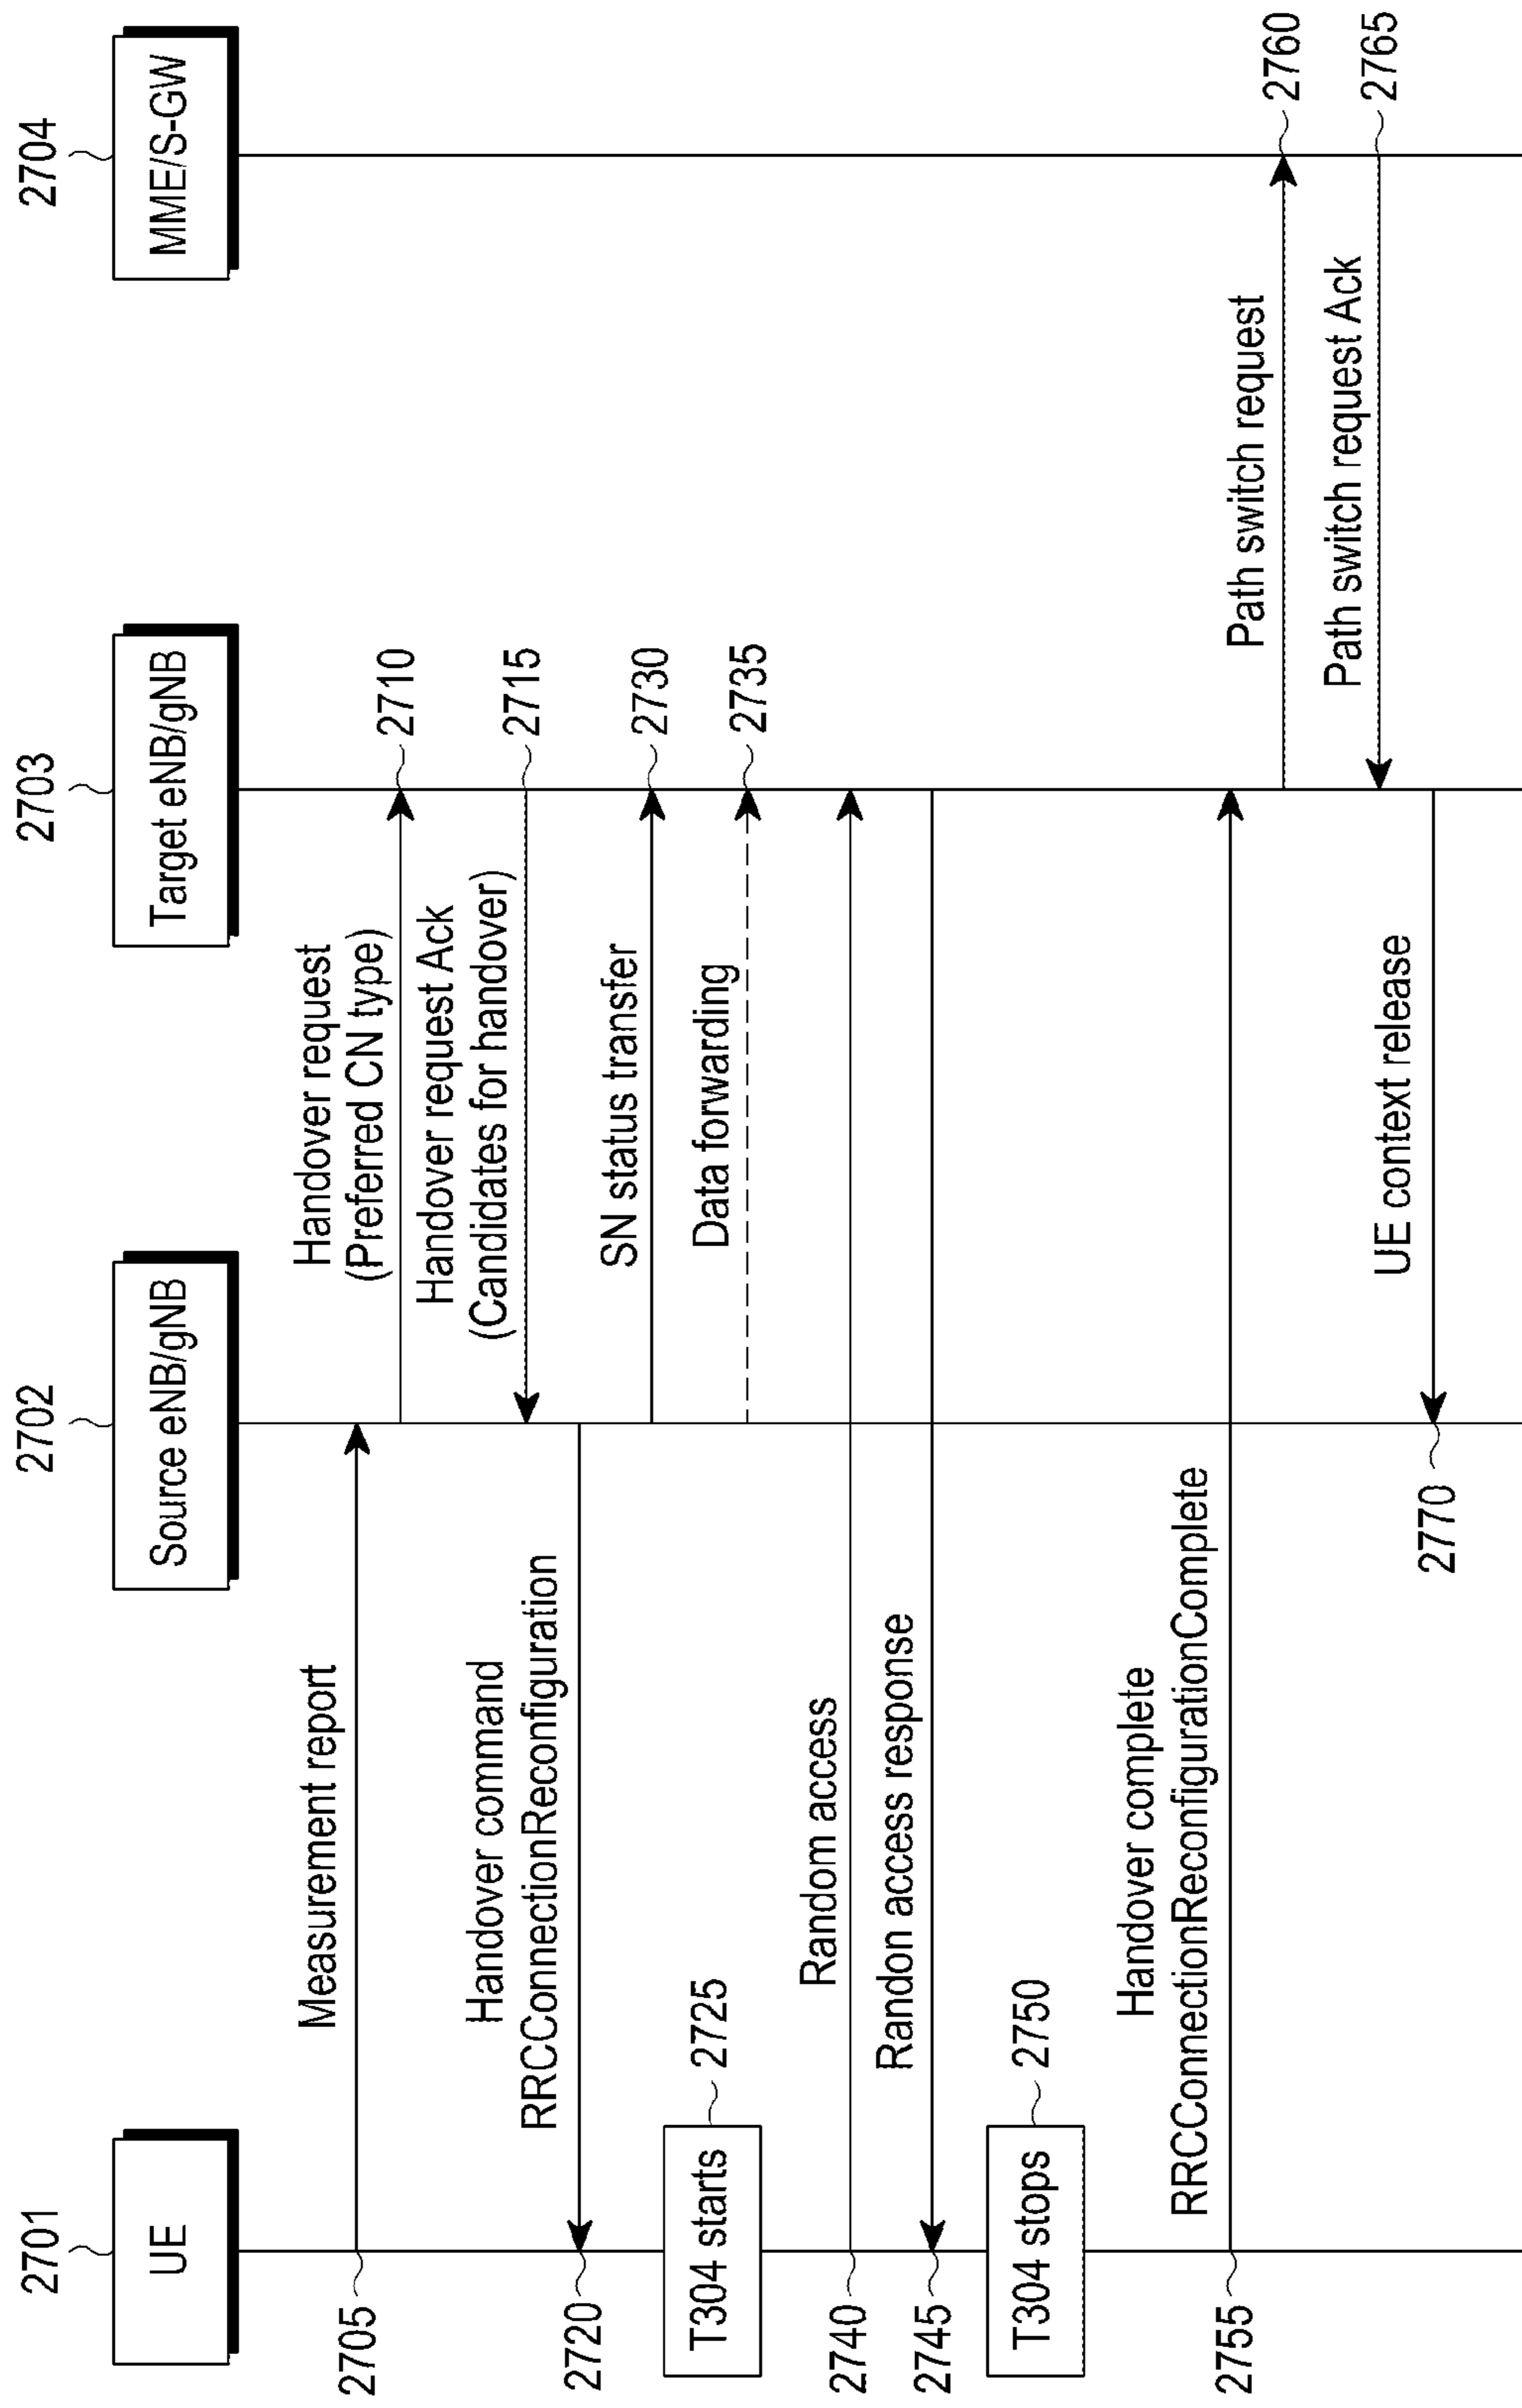 2701
UE
2702
Source eNB/gNB
2703
Target eNB/gNB
2704
MME/S-GW
2705
Measurement report
Handover request
(Preferred CN type)
2710
Handover request Ack
(Candidates for handover)
2715
Handover command
RRCConnectionReconfiguration
2720
SN status transfer
2730
T304 starts
2725
Data forwarding
2735
Random access
2740
Randon access response
2745
T304 stops
2750
Handover complete
RRCConnectionReconfigurationComplete
2755
Path switch request
2760
Path switch request Ack
2765
UE context release
2770